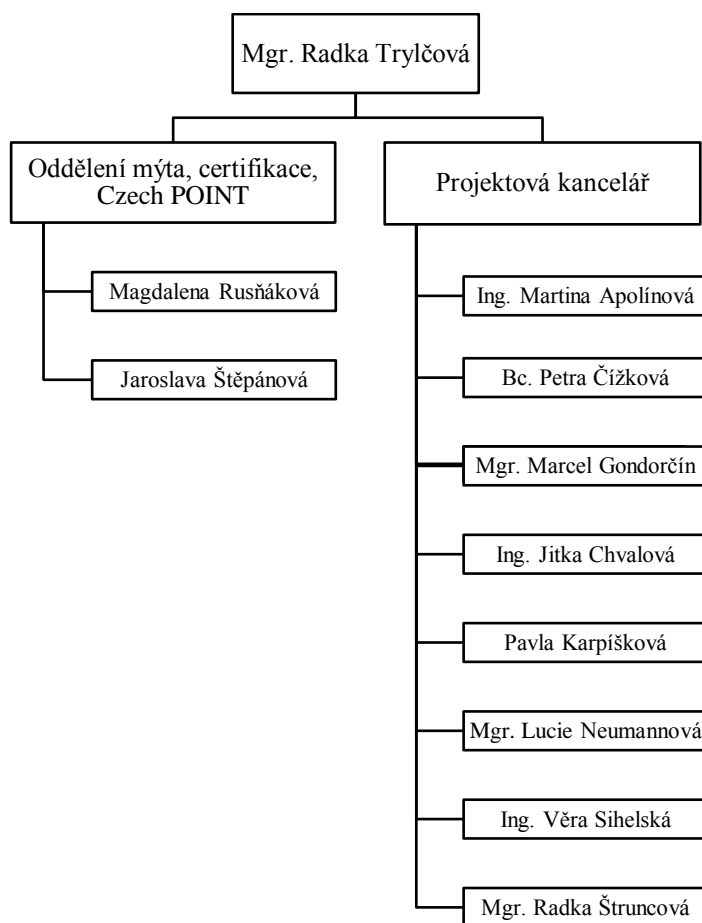 Mgr. Radka Trylčová
Oddělení mýta, certifikace,
Czech POINT
Magdalena Rusňáková
Jaroslava Štěpánová
Projektová kancelář
Ing. Martina Apolínová
Bc. Petra Čížková
Mgr. Marcel Gondorčín
Ing. Jitka Chvalová
Pavla Karpíšková
Mgr. Lucie Neumannová
Ing. Věra Sihelská
Mgr. Radka Štruncová